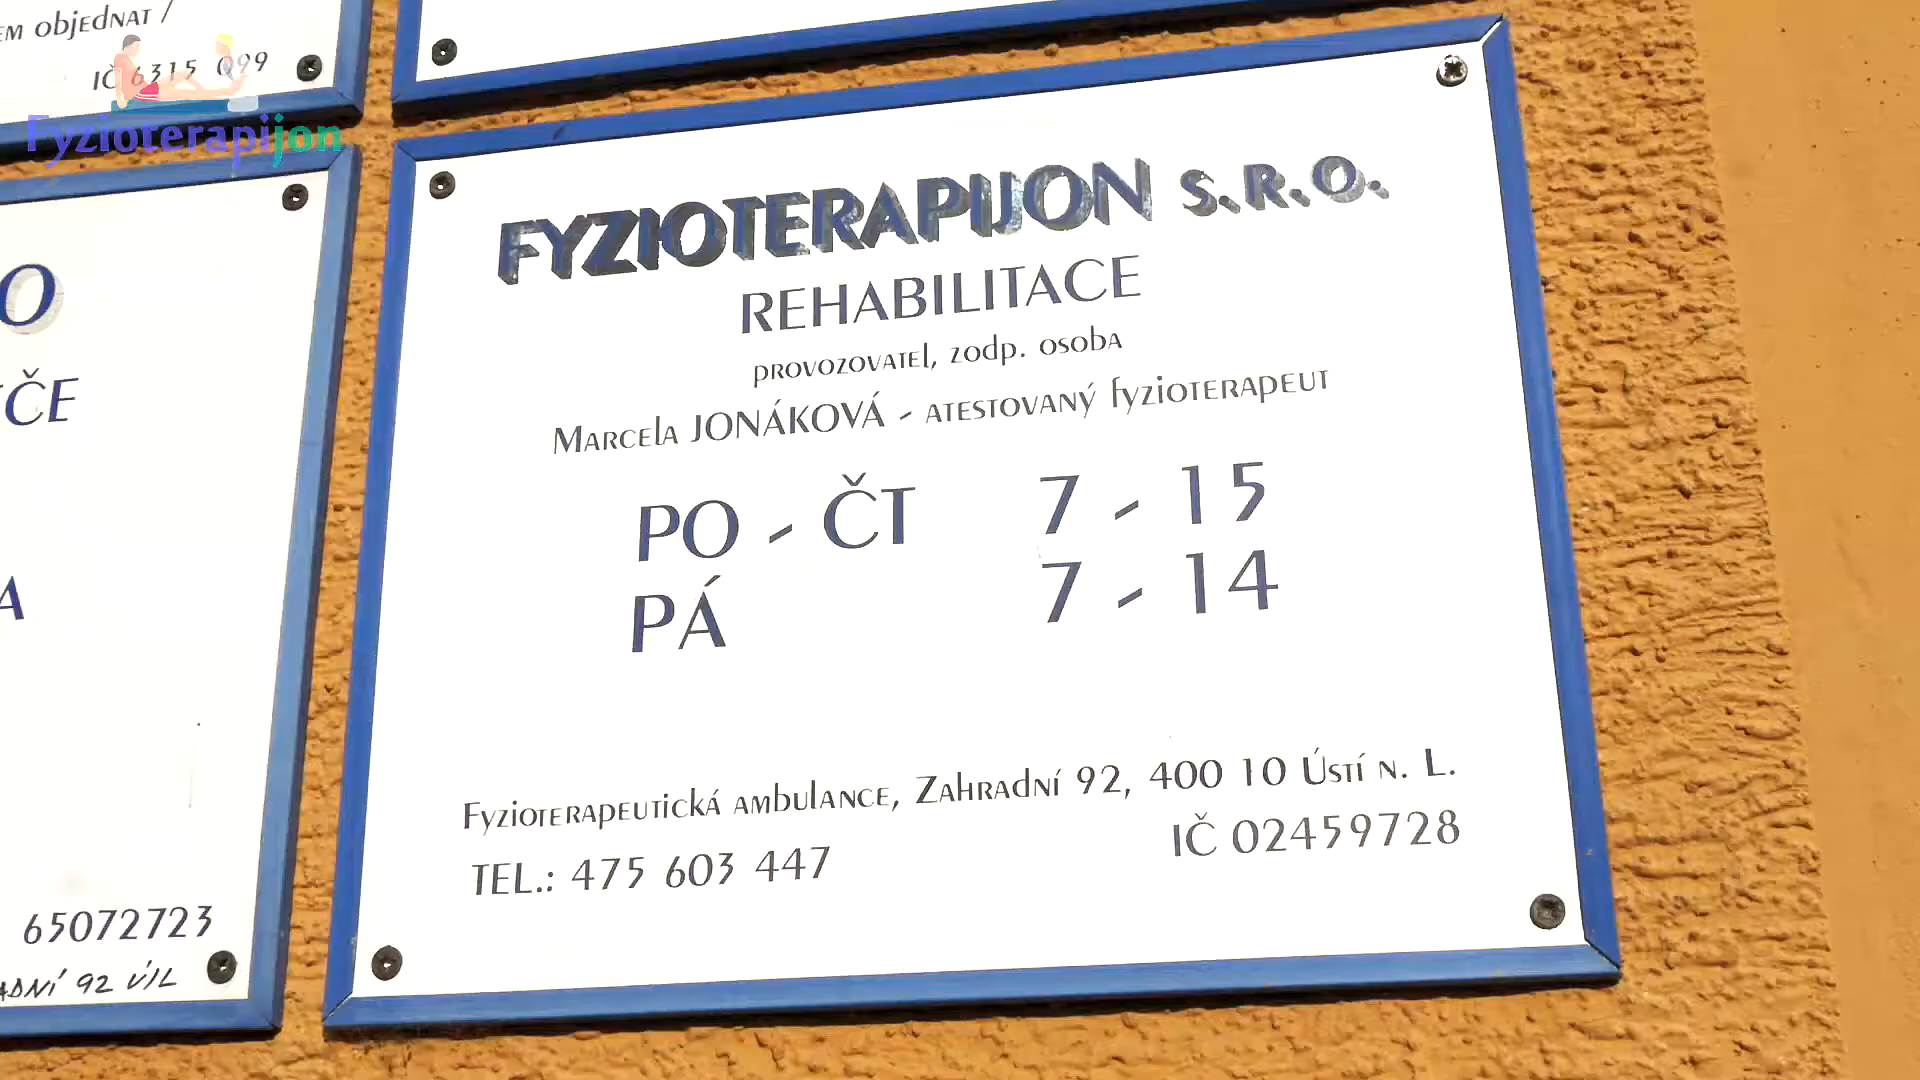 EM objEdNAT /
IČ 6315 099
Fyzioterapijon
O
ČE
A
65072723
ADNÍ 92 Ú/L
FYZIOTERAPIJON S.R.O.
REHABILITACE
PROVOZOVATEl, zodp. OSObA
MARCElA JONÁKOVÁ - ATESTOVANÝ fyzIOTERAPEUT
PO - ČT 7 - 15
PÁ 7 - 14
FyzIOTERAPEUTICKÁ AMbulANCE, ZAHRAdNÍ 92, 400 10 ÚSTÍ N. L.
TEL.: 475 603 447
IČ 02459728